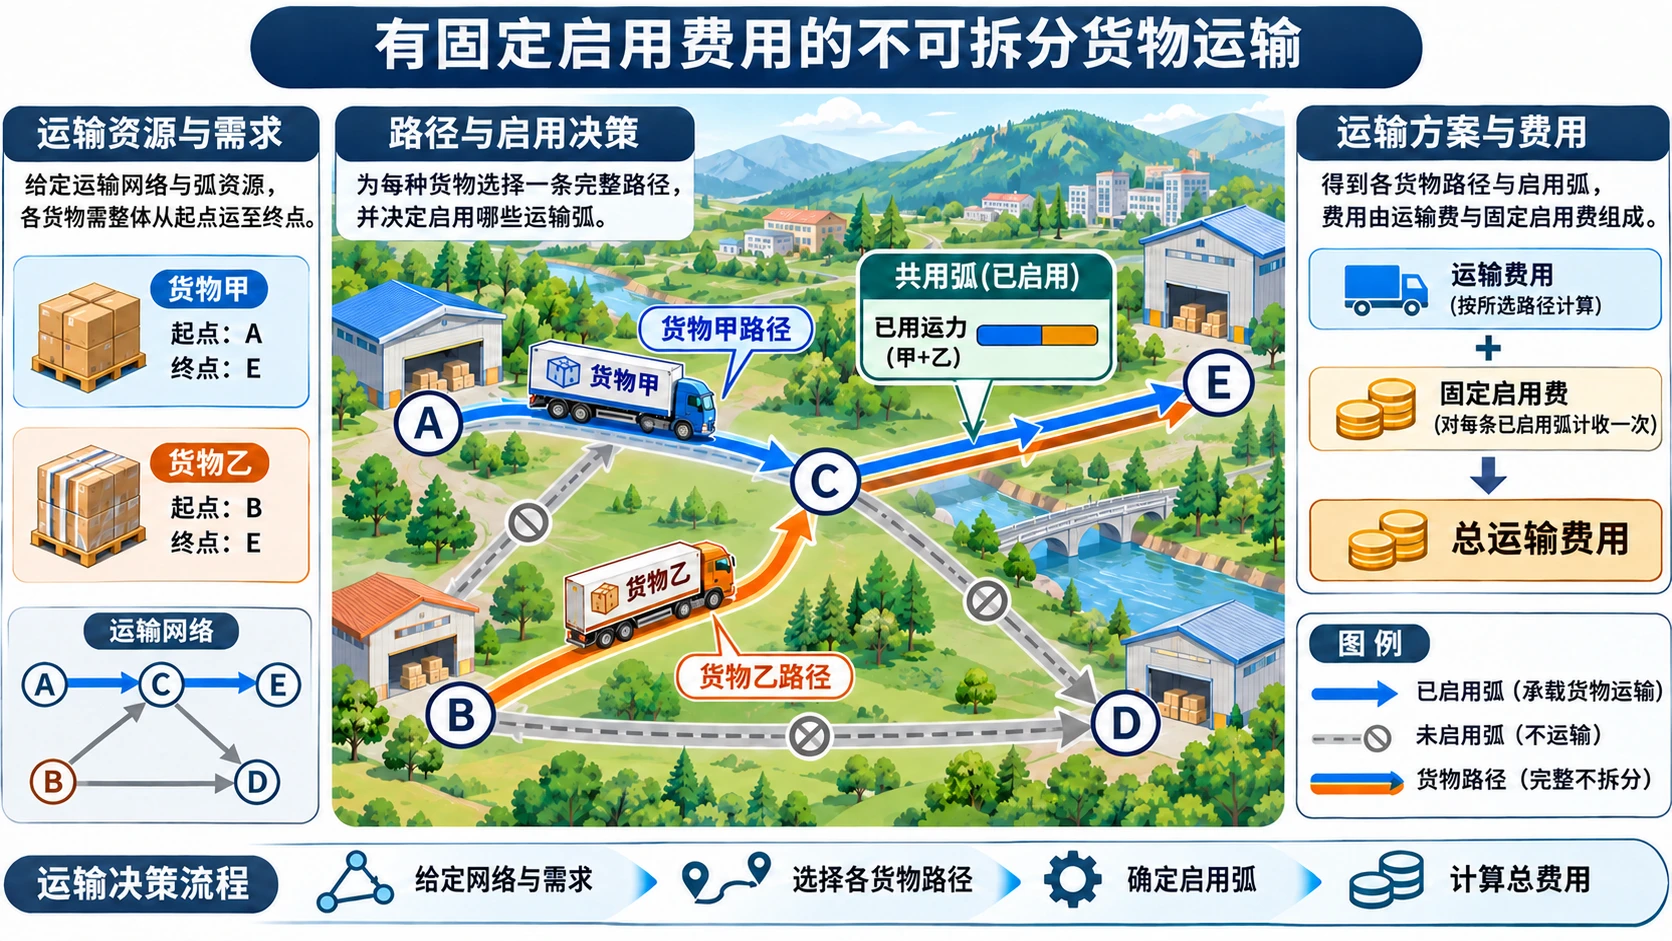 有固定启用费用的不可拆分货物运输
运输资源与需求
给定运输网络与弧资源，
各货物需整体从起点运至终点。
货物甲
起点：A
终点：E
货物乙
起点：B
终点：E
运输网络
A
C
E
B
D
路径与启用决策
为每种货物选择一条完整路径，
并决定启用哪些运输弧。
共用弧(已启用)
已用运力
(甲+乙)
货物甲路径
货物甲
A
E
C
货物乙
货物乙路径
B
D
运输方案与费用
得到各货物路径与启用弧，
费用由运输费与固定启用费组成。
运输费用
(按所选路径计算)
+
固定启用费
(对每条已启用弧计收一次)
总运输费用
图例
已启用弧（承载货物运输)
未启用弧（不运输）
货物路径（完整不拆分）
运输决策流程
给定网络与需求
选择各货物路径
确定启用弧
计算总费用